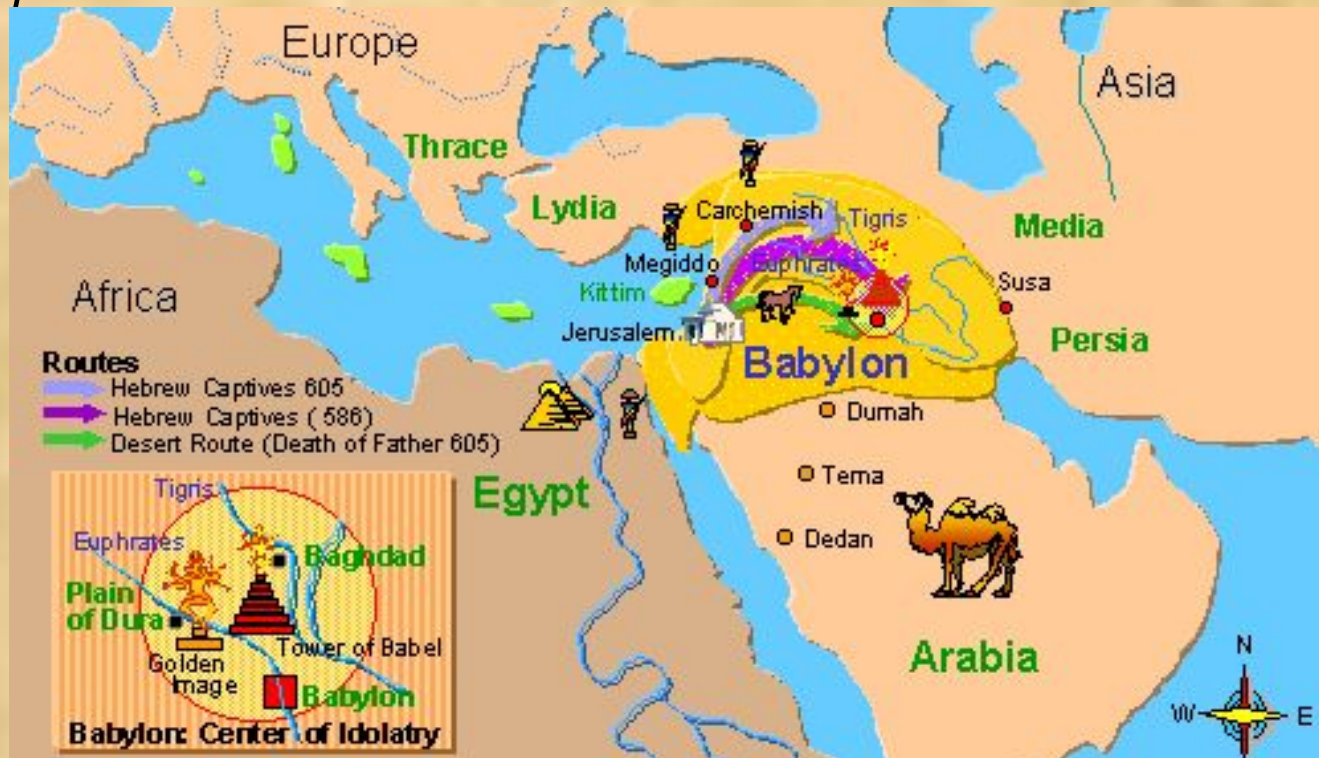 Europe
Asia
Thrace
Lydia
Carchemish
Tigris
Media
Megiddo
Euphrates
Susa
Africa
Kittim
Jerusalem
Persia
Babylon
Routes
Hebrew Captives 605
Hebrew Captives ( 586)
Desert Route (Death of Father 605)
Dumah
Tema
Egypt
Dedan
Arabia
Tigris
Euphrates
Baghdad
Plain
of Dura
Tower of Babel
Golden
Image
Babylon
Babylon: Center of Idolatry
N
W
E
S